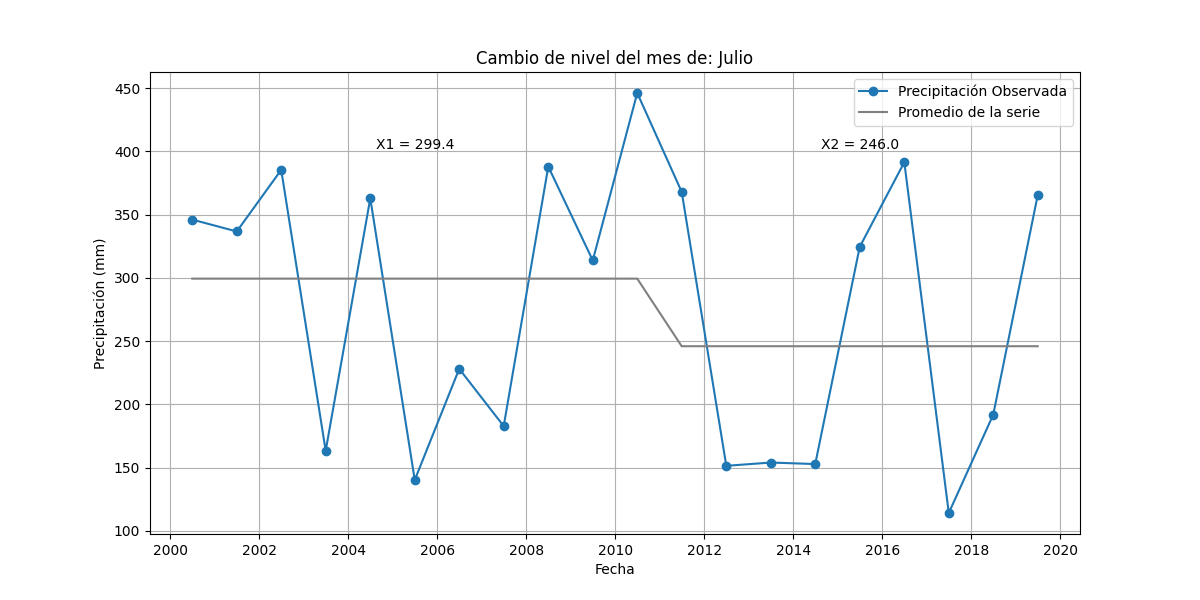 Cambio de nivel del mes de: Julio
Precipitación Observada
Promedio de la serie
X1 = 299.4
X2 = 246.0
Precipitación (mm)
450
400
350
300
250
200
150
100
2000 2002 2004 2006 2008 2010 2012 2014 2016 2018 2020
Fecha